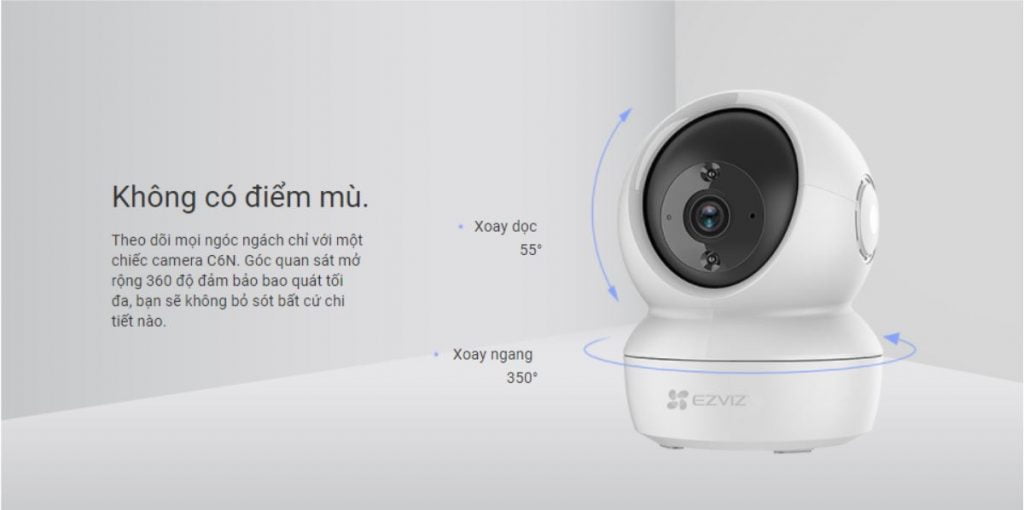 Không có điểm mù.
Theo dõi mọi ngóc ngách chỉ với một
chiếc camera C6N. Góc quan sát mở
rộng 360 độ đảm bảo bao quát tối
đa, bạn sẽ không bỏ sót bất cứ chi
tiết nào.
Xoay dọc
55°
Xoay ngang
350°
EZVIZ